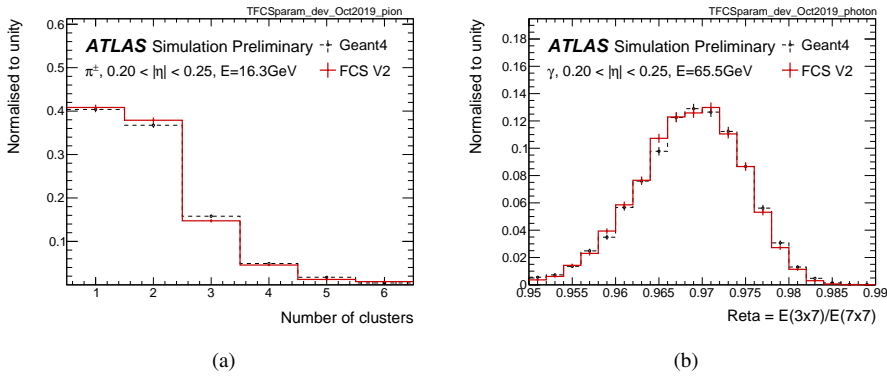 TFCSparam_dev_Oct2019_pion
ATLAS Simulation Preliminary
π±, 0.20 < |η| < 0.25, E=16.3GeV
Geant4
FCS V2
Normalised to unity
0.6
0.5
0.4
0.3
0.2
0.1
1 2 3 4 5 6
Number of clusters
(a)
TFCSparam_dev_Oct2019_photon
ATLAS Simulation Preliminary
γ, 0.20 < |η| < 0.25, E=65.5GeV
Geant4
FCS V2
Normalised to unity
0.18
0.16
0.14
0.12
0.1
0.08
0.06
0.04
0.02
0
0.95 0.955 0.96 0.965 0.97 0.975 0.98 0.985 0.99
Reta = E(3x7)/E(7x7)
(b)